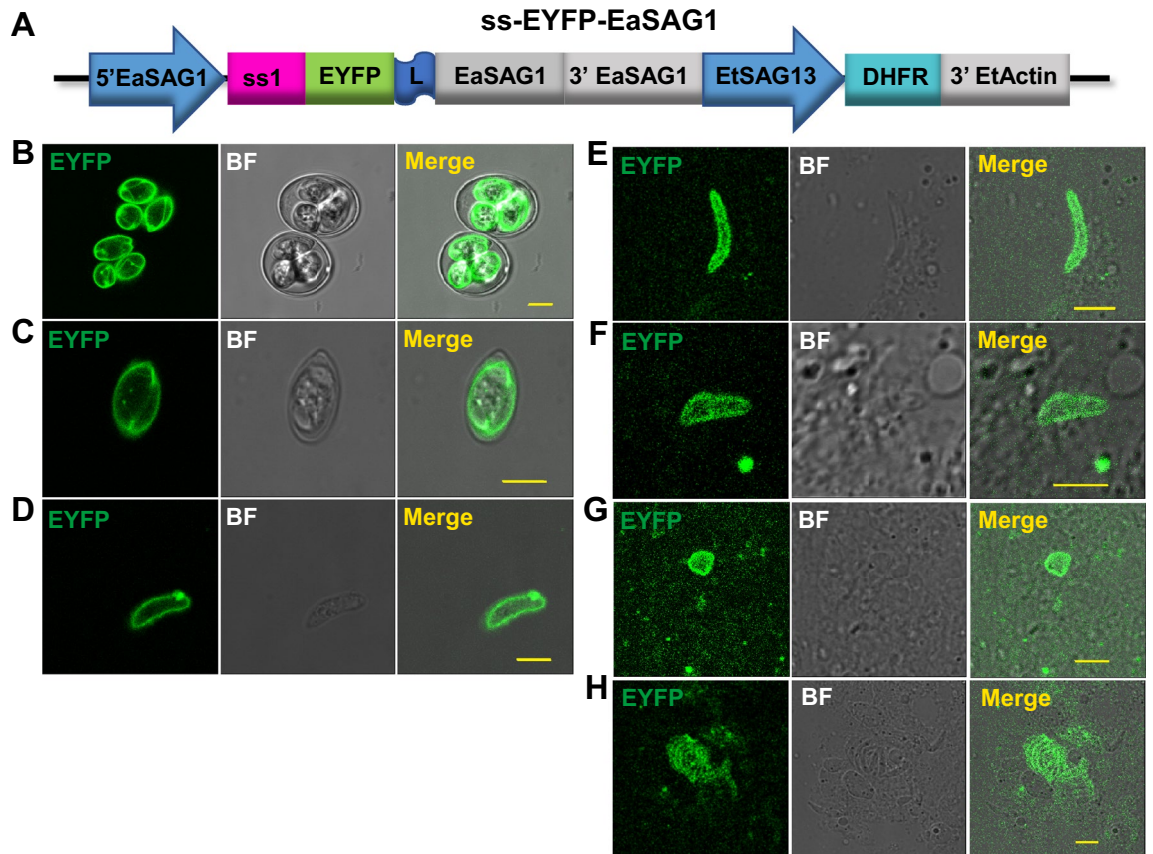 A
ss-EYFP-EaSAG1
5'EaSAG1 ss1 EYFP L EaSAG1 3' EaSAG1 EtSAG13 DHFR 3' EtActin
B
EYFP BF Merge
C
EYFP BF Merge
D
EYFP BF Merge
E
EYFP BF Merge
F
EYFP BF Merge
G
EYFP BF Merge
H
EYFP BF Merge